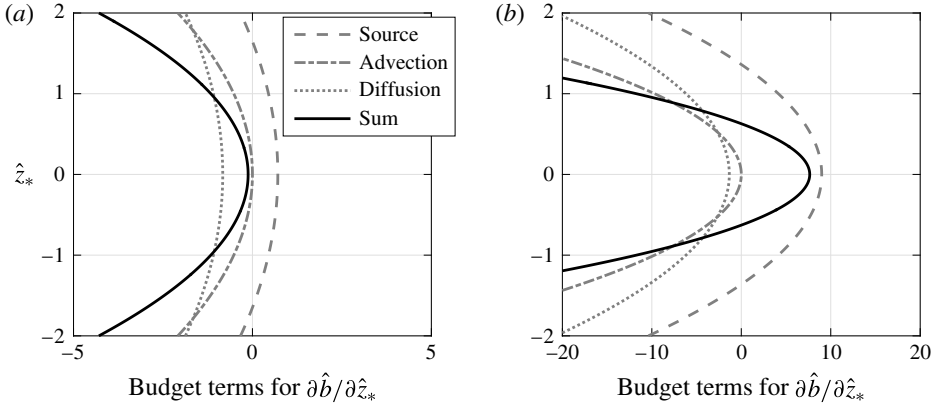 (a)
2
1
0
−1
2
ẑ*
−5
0
5
Budget terms for ∂b̂/∂ẑ*
Source
Advection
Diffusion
Sum
(b)
2
1
0
−1
−2
−20
−10
0
10
20
Budget terms for ∂b̂/∂ẑ*